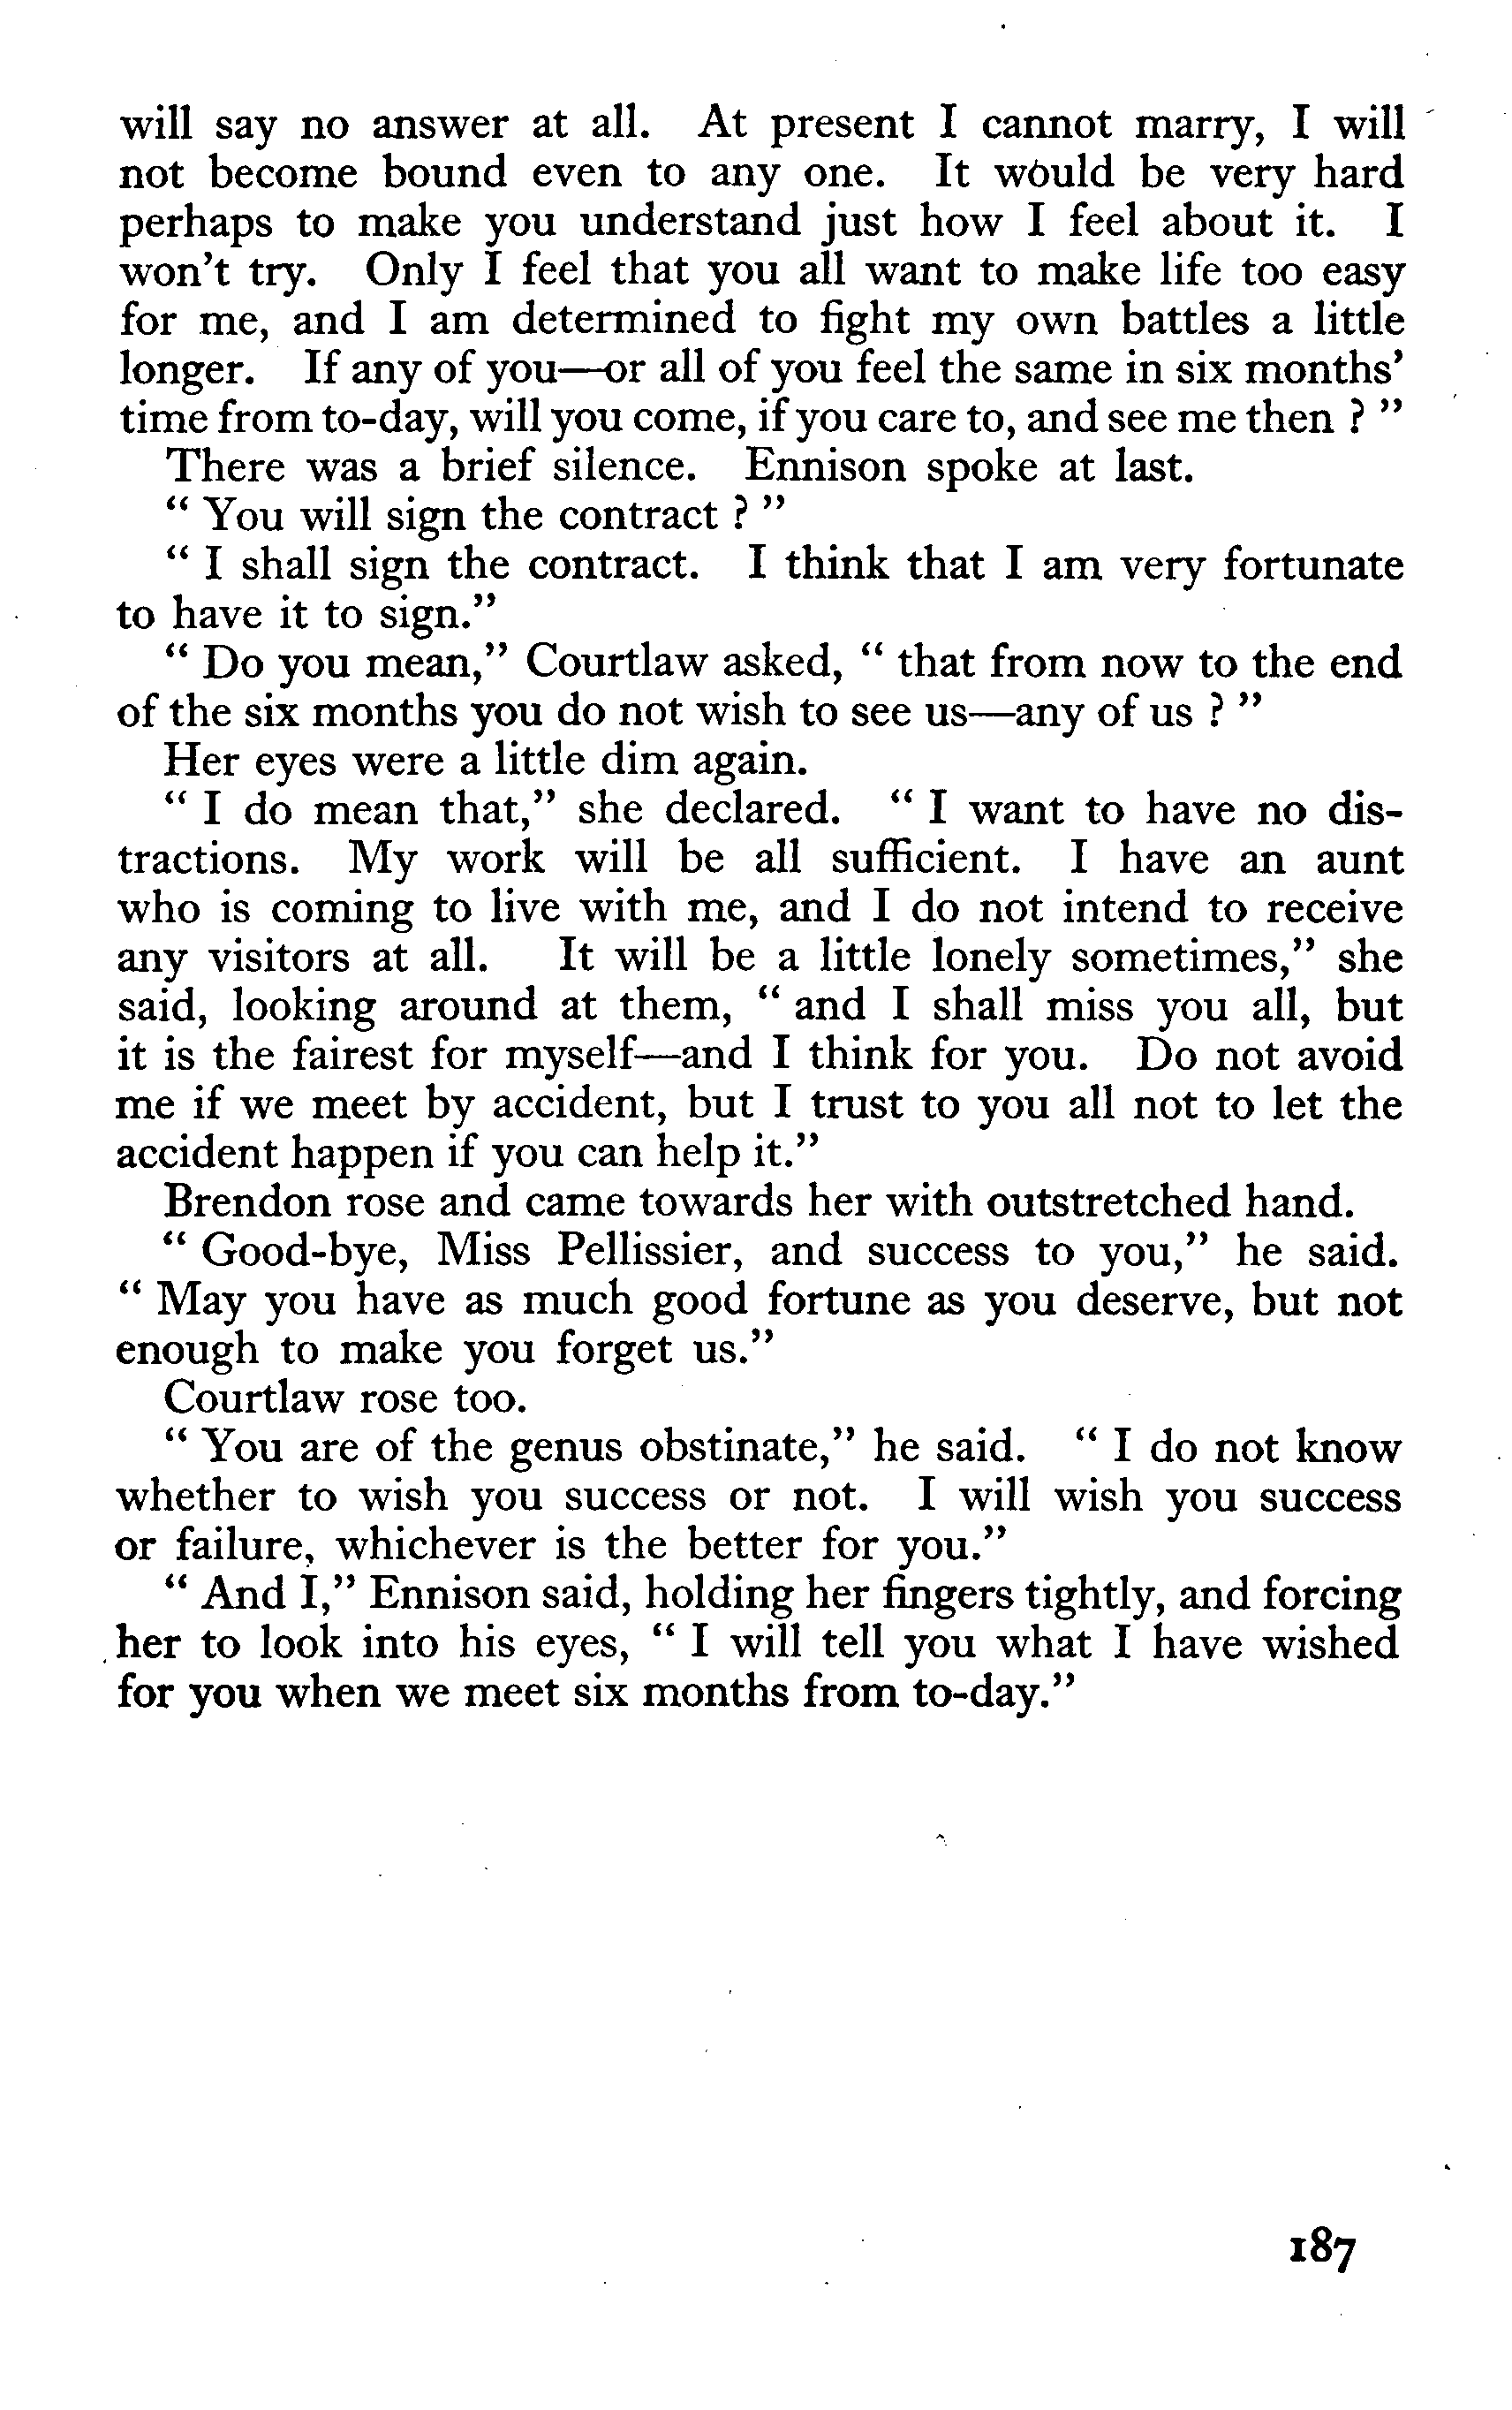 will say no answer at all. At present I cannot marry, I will
not become bound even to any one. It would be very hard
perhaps to make you understand just how I feel about it. I
won't try. Only I feel that you all want to make life too easy
for me, and I am determined to fight my own battles a little
longer. If any of you—or all of you feel the same in six months'
time from to-day, will you come, if you care to, and see me then ? "
There was a brief silence. Ennison spoke at last.
" You will sign the contract ? "
" I shall sign the contract. I think that I am very fortunate
to have it to sign."
" Do you mean," Courtlaw asked, " that from now to the end
of the six months you do not wish to see us—any of us ? "
Her eyes were a little dim again.
" I do mean that," she declared. " I want to have no dis-
tractions. My work will be all sufficient. I have an aunt
who is coming to live with me, and I do not intend to receive
any visitors at all. It will be a little lonely sometimes," she
said, looking around at them, " and I shall miss you all, but
it is the fairest for myself—and I think for you. Do not avoid
me if we meet by accident, but I trust to you all not to let the
accident happen if you can help it."
Brendon rose and came towards her with outstretched hand.
" Good-bye, Miss Pellissier, and success to you," he said.
" May you have as much good fortune as you deserve, but not
enough to make you forget us."
Courtlaw rose too.
" You are of the genus obstinate," he said. " I do not know
whether to wish you success or not. I will wish you success
or failure, whichever is the better for you."
" And I," Ennison said, holding her fingers tightly, and forcing
her to look into his eyes, " I will tell you what I have wished
for you when we meet six months from to-day."
187